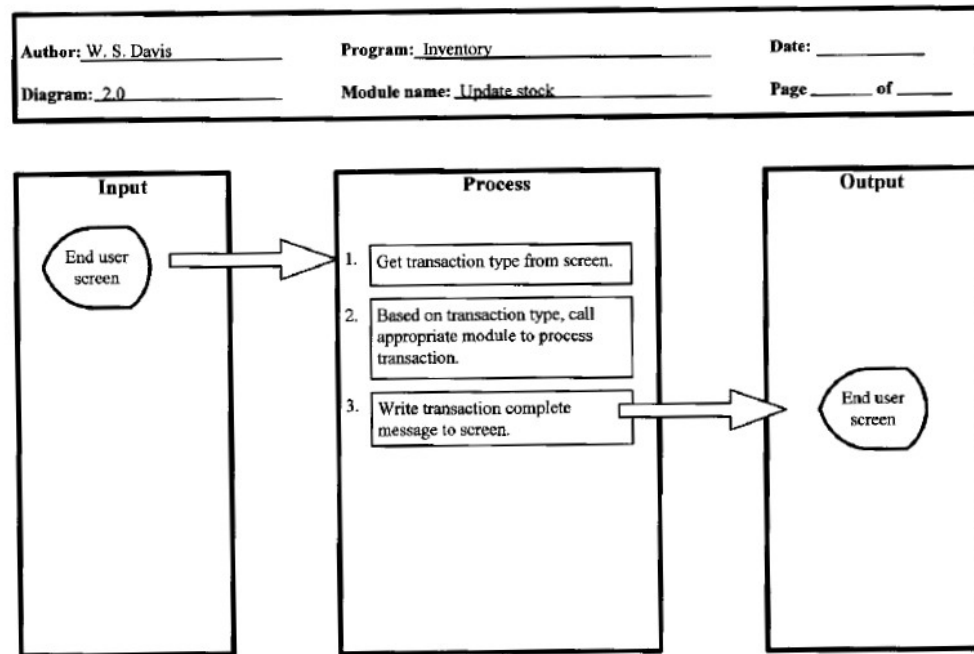 Author: W. S. Davis Program: Inventory Date:
Diagram: 2.0 Module name: Update stock Page of
Input
Process
Output
End user
screen
1. Get transaction type from screen.
2. Based on transaction type, call
appropriate module to process
transaction.
3. Write transaction complete
message to screen.
End user
screen